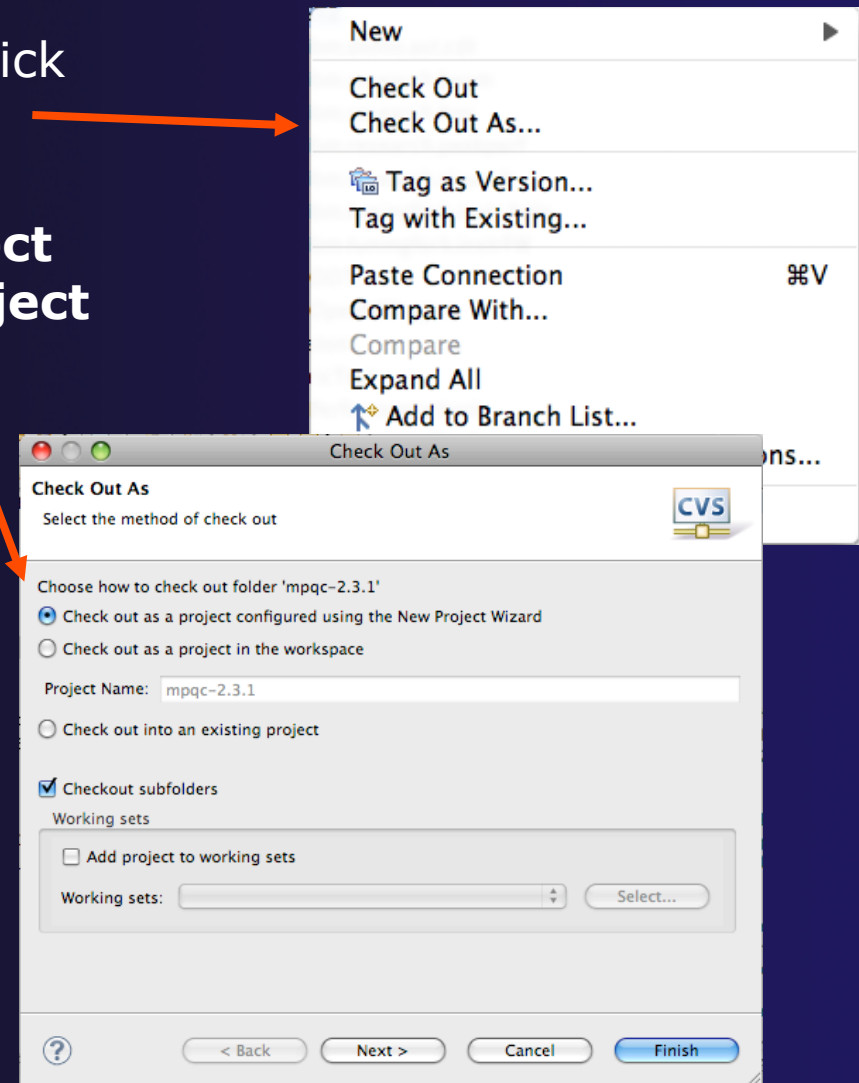 ick
ct
ject
New
Check Out
Check Out As...
Tag as Version...
Tag with Existing...
Paste Connection ⌘V
Compare With...
Compare
Expand All
Add to Branch List...
ons...
Check Out As
Check Out As
Select the method of check out
CVS
Choose how to check out folder 'mpqc-2.3.1'
Check out as a project configured using the New Project Wizard
Check out as a project in the workspace
Project Name: mpqc-2.3.1
Check out into an existing project
Checkout subfolders
Working sets
Add project to working sets
Working sets: Select...
? < Back Next > Cancel Finish